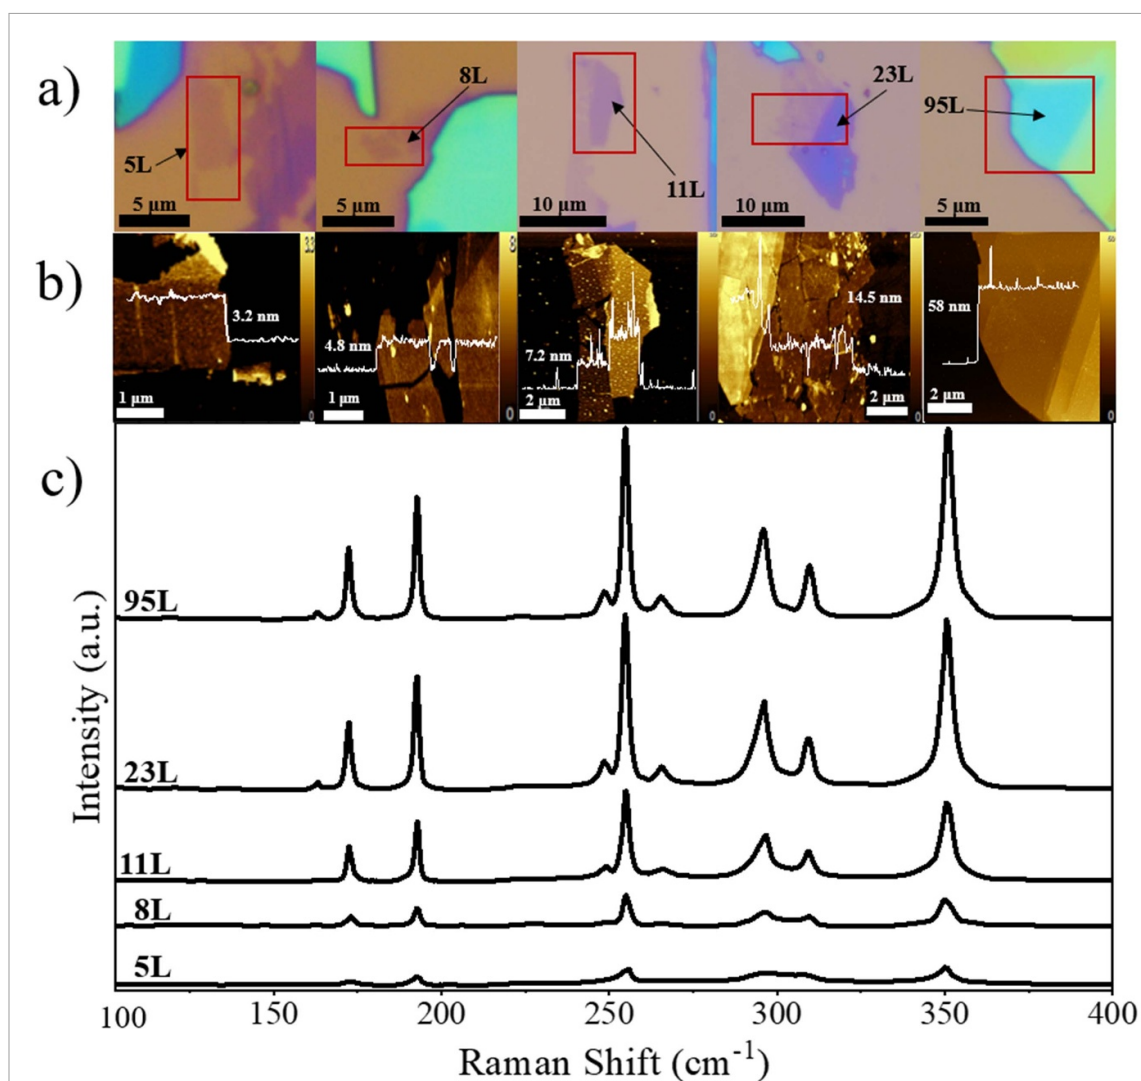 a)
5L
8L
11L
23L
95L
5 µm
5 µm
10 µm
10 µm
5 µm
b)
3.2 nm
4.8 nm
7.2 nm
14.5 nm
58 nm
1 µm
1 µm
2 µm
2 µm
2 µm
c)
95L
23L
11L
8L
5L
Intensity (a.u.)
100 150 200 250 300 350 400
Raman Shift (cm⁻¹)